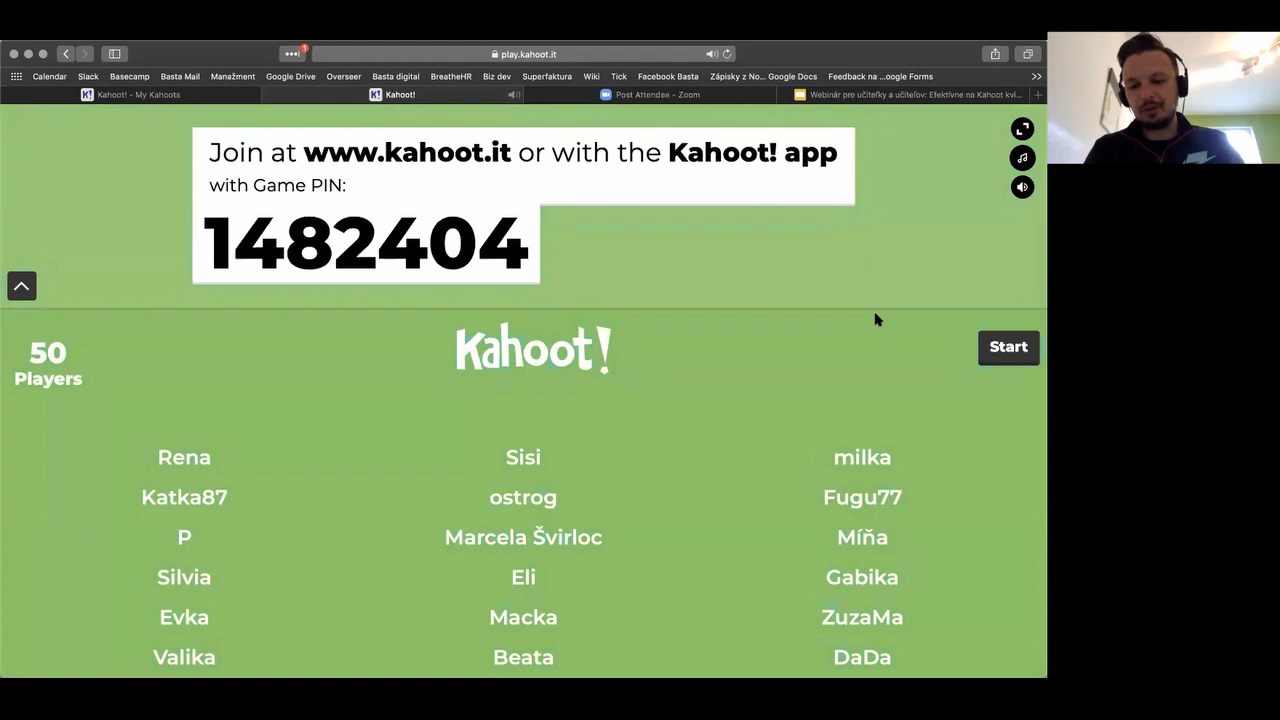 1
play.kahoot.it
Calendar Slack Basecamp Basta Mail Manažment Google Drive Overseer Basta digital BreatheHR Biz dev Superfaktura Wiki Tick Facebook Basta Zápisky z No... Google Docs Feedback na ...oogle Forms
K! Kahoot! - My Kahoots K! Kahoot! Post Attendee - Zoom Webinár pre učiteľky a učiteľov: Efektívne na Kahoot kví...
Join at www.kahoot.it or with the Kahoot! app
with Game PIN:
1482404
50
Players
Kahoot!
Start
Rena Sisi milka
Katka87 ostrog Fugu77
P Marcela Švirloc Míňa
Silvia Eli Gabika
Evka Macka ZuzaMa
Valika Beata DaDa